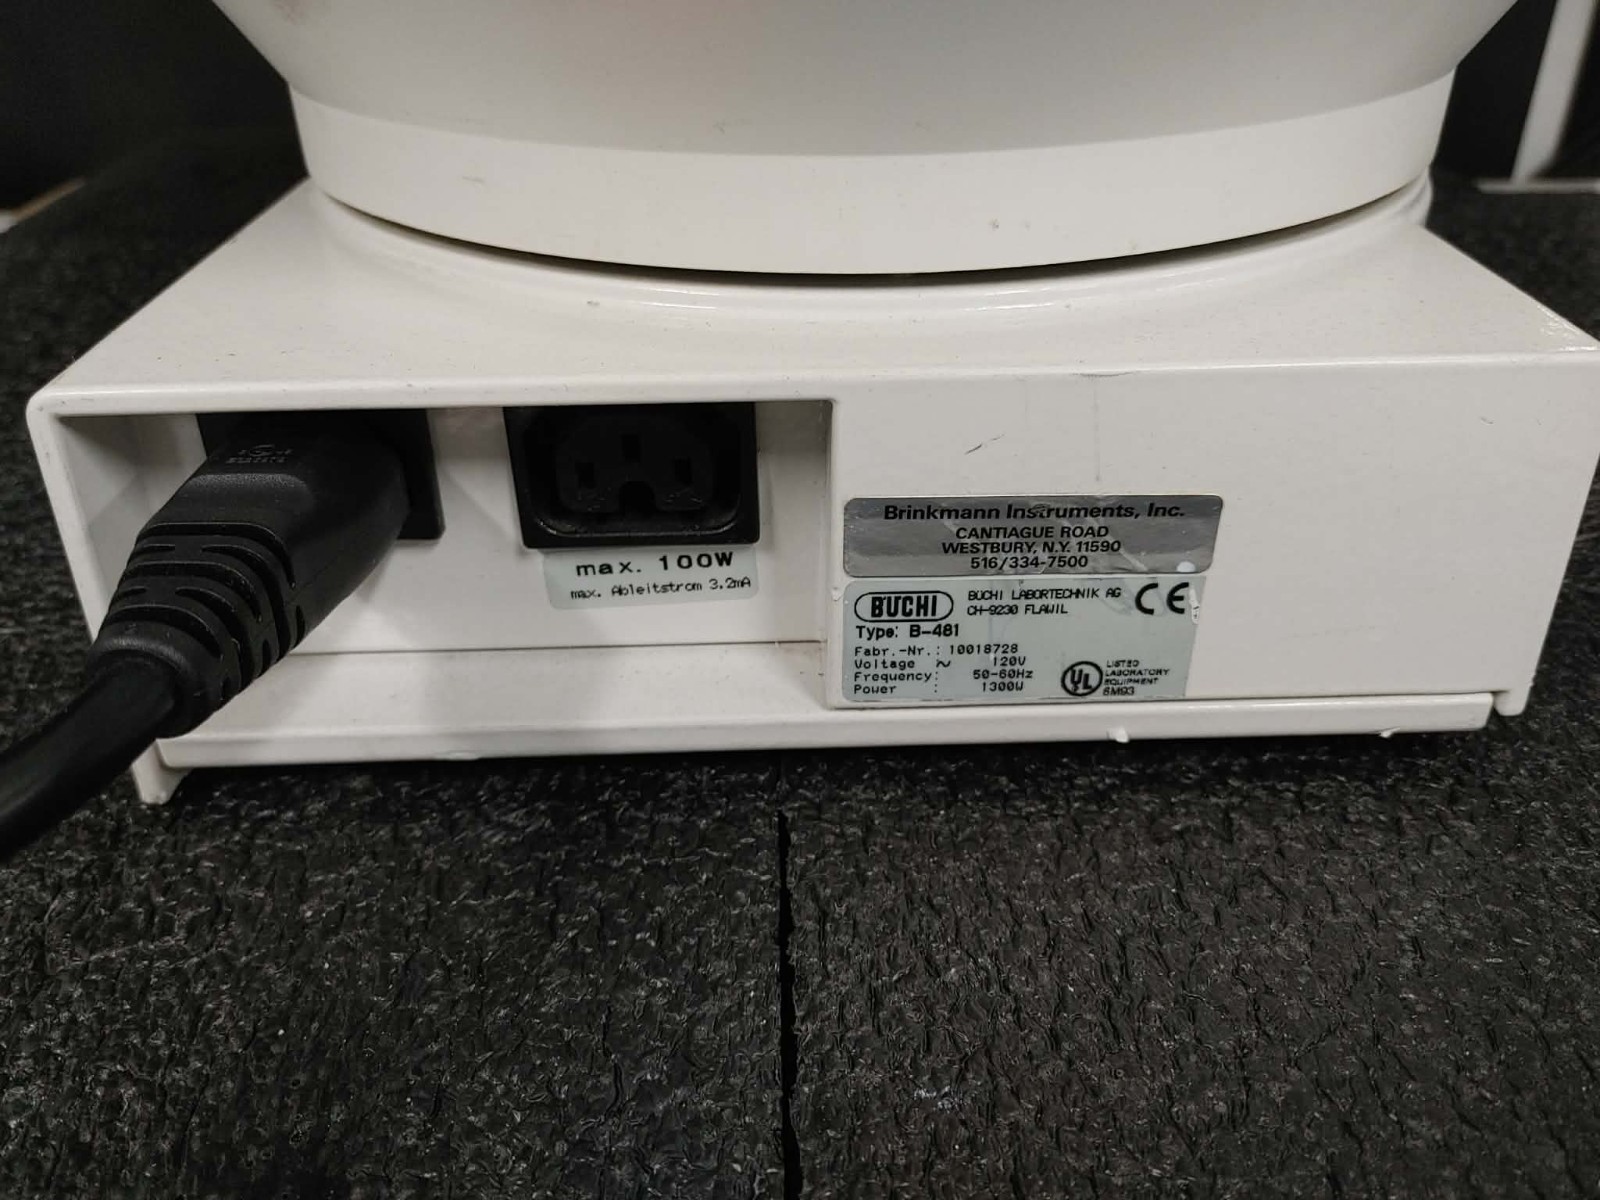 max. 100W
max. Ableitstrom 3.2mA
Brinkmann Instruments, Inc.
CANTIAGUE ROAD
WESTBURY, N.Y. 11590
516/334-7500
BÜCHI
BUCHI LABORTECHNIK AG
CH-9230 FLAWIL
CE
Type: B-481
Fabr.-Nr.: 10018728
Voltage ~ 120V
Frequency: 50-60Hz
Power : 1300W
UL
LISTED
LABORATORY
EQUIPMENT
8M93